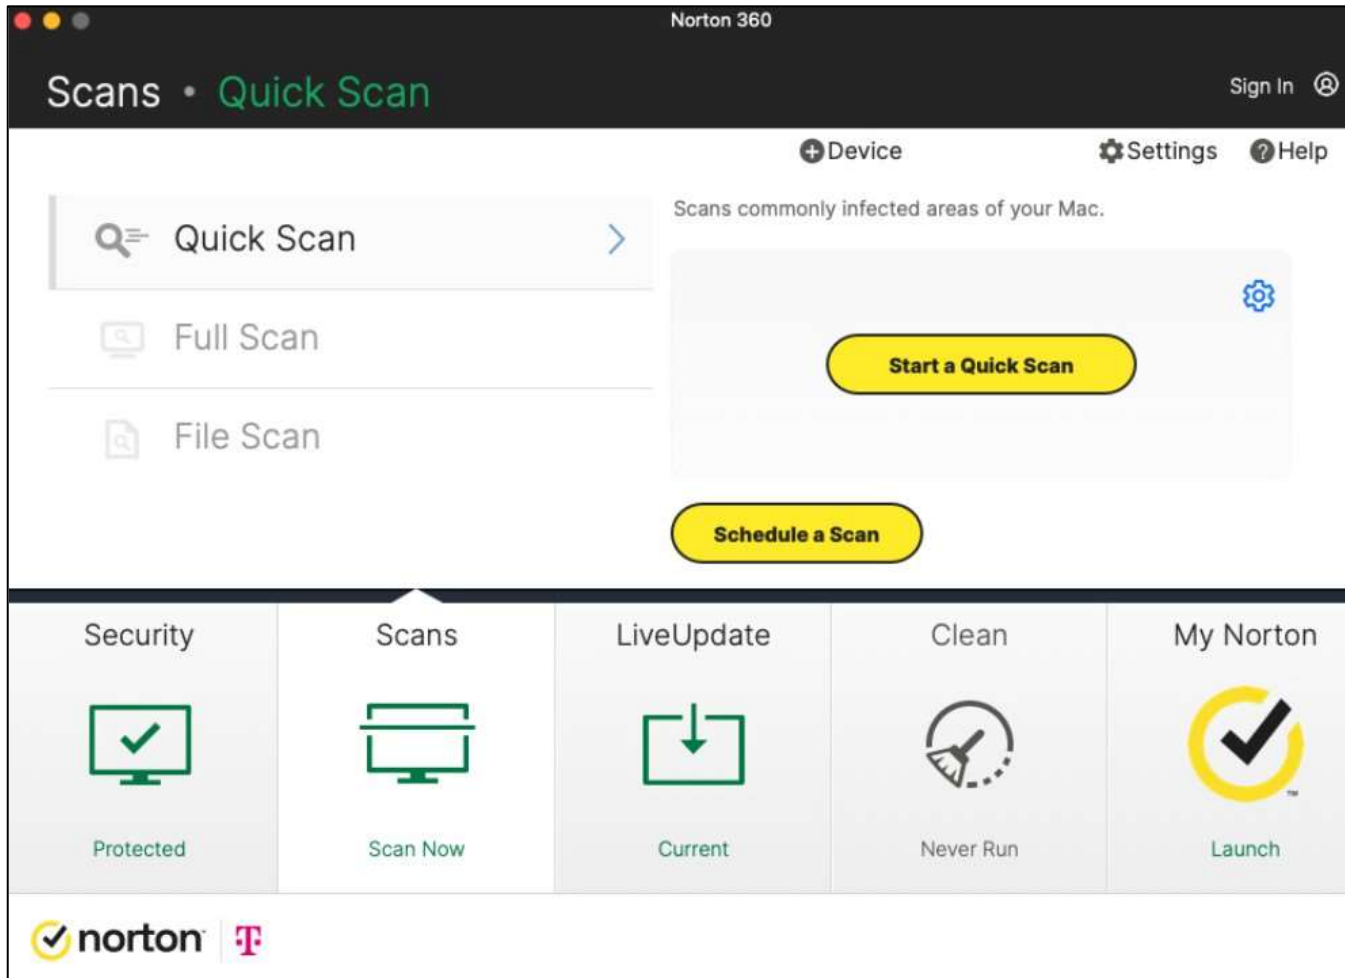 Norton 360
Scans • Quick Scan
Sign In
Device
Settings
Help
Quick Scan
Full Scan
File Scan
Scans commonly infected areas of your Mac.
Start a Quick Scan
Schedule a Scan
Security
Scans
LiveUpdate
Clean
My Norton
TM
Protected
Scan Now
Current
Never Run
Launch
norton
T